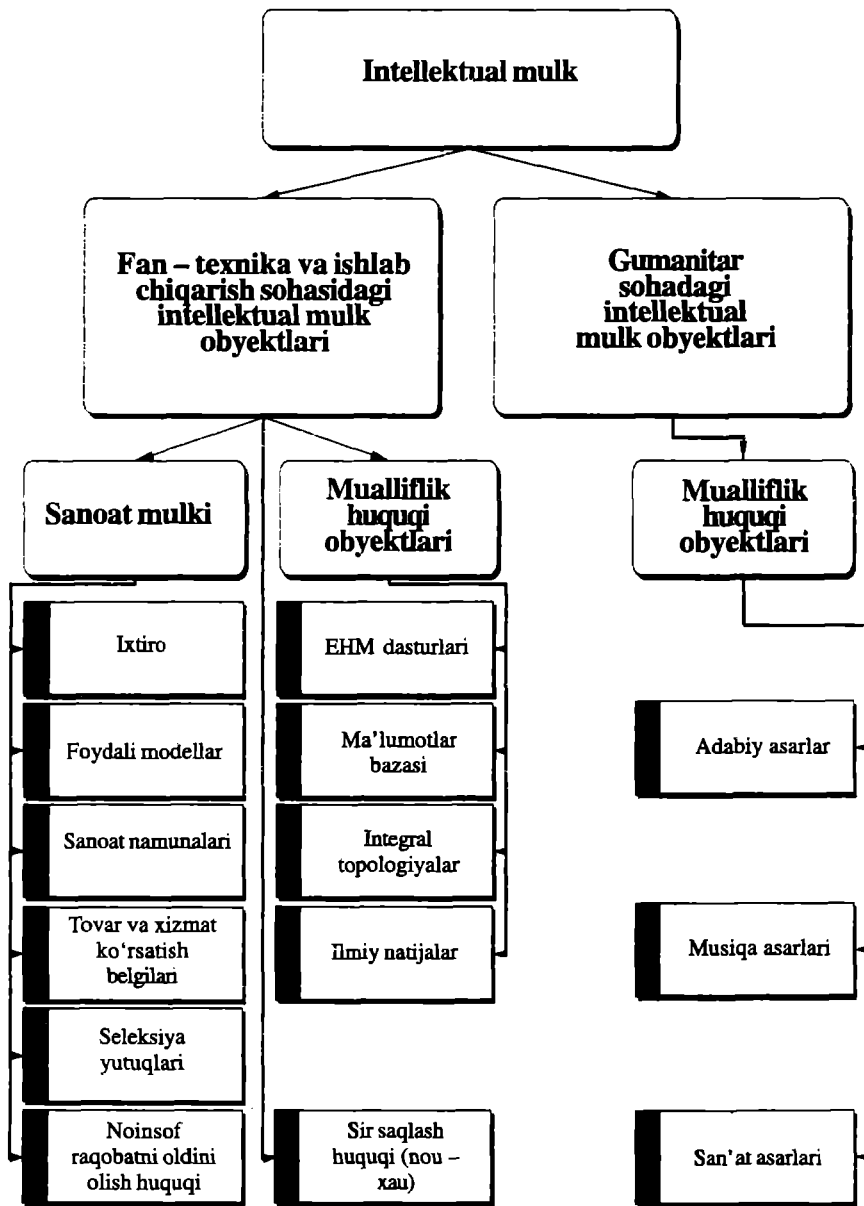 Intellektual mulk
Fan – texnika va ishlab
chiqarish sohasidagi
intellektual mulk
obyektlari
Gumanitar
sohadagi
intellektual
mulk obyektlari
Sanoat mulki
Mualliflik
huquqi
obyektlari
Mualliflik
huquqi
obyektlari
Ixtiro
Foydali modellar
Sanoat namunalari
Tovar va xizmat
ko‘rsatish
belgilari
Seleksiya
yutuqlari
Noinsof
raqobatni oldini
olish huquqi
EHM dasturlari
Ma’lumotlar
bazasi
Integral
topologiyalar
Ilmiy natijalar
Sir saqlash
huquqi (nou –
xau)
Adabiy asarlar
Musiqa asarlari
San’at asarlari